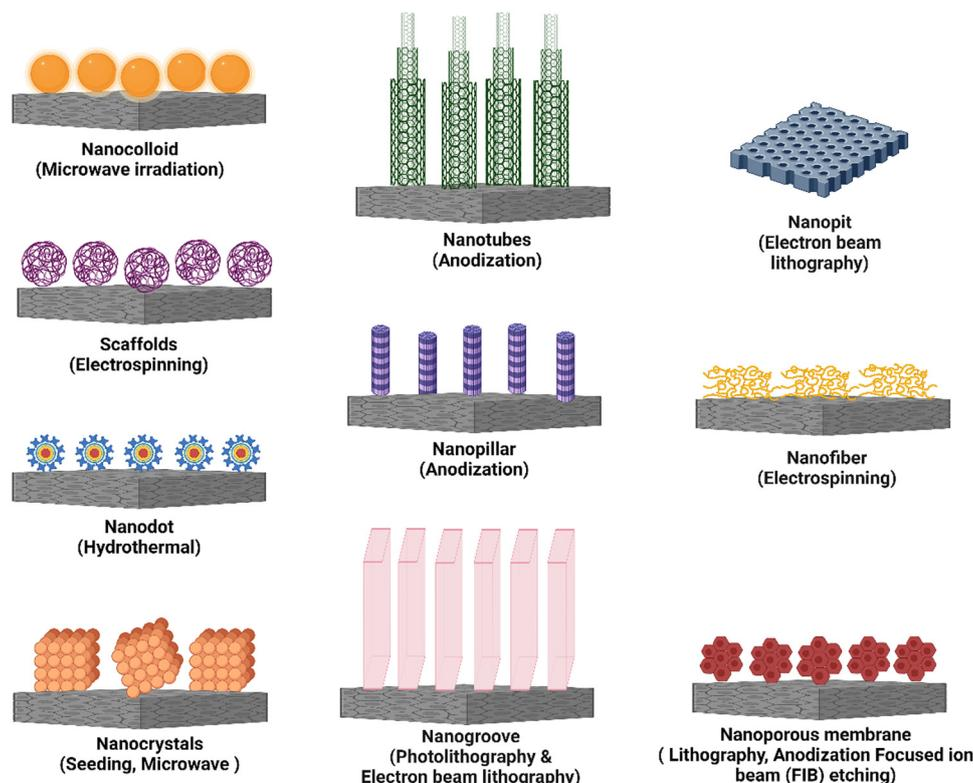 Nanocolloid
(Microwave irradiation)
Scaffolds
(Electrospinning)
Nanodot
(Hydrothermal)
Nanocrystals
(Seeding, Microwave )
Nanotubes
(Anodization)
Nanopillar
(Anodization)
Nanogroove
(Photolithography &
Electron beam lithography)
Nanopit
(Electron beam
lithography)
Nanofiber
(Electrospinning)
Nanoporous membrane
( Lithography, Anodization Focused ion
beam (FIB) etching)